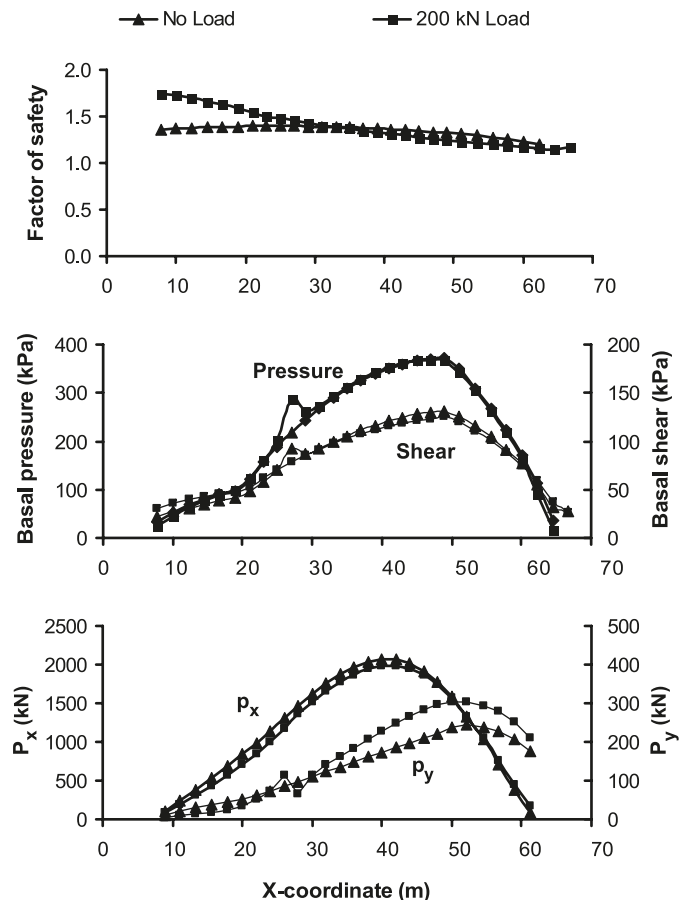 No Load 200 kN Load
2.0
1.5
1.0
0.5
0.0
Factor of safety
0 10 20 30 40 50 60 70
400
300
200
100
0
Basal pressure (kPa)
Pressure
Shear
200
150
100
50
0
Basal shear (kPa)
0 10 20 30 40 50 60 70
2500
2000
1500
1000
500
0
Px (kN)
px
py
500
400
300
200
100
0
Py (kN)
0 10 20 30 40 50 60 70
X-coordinate (m)